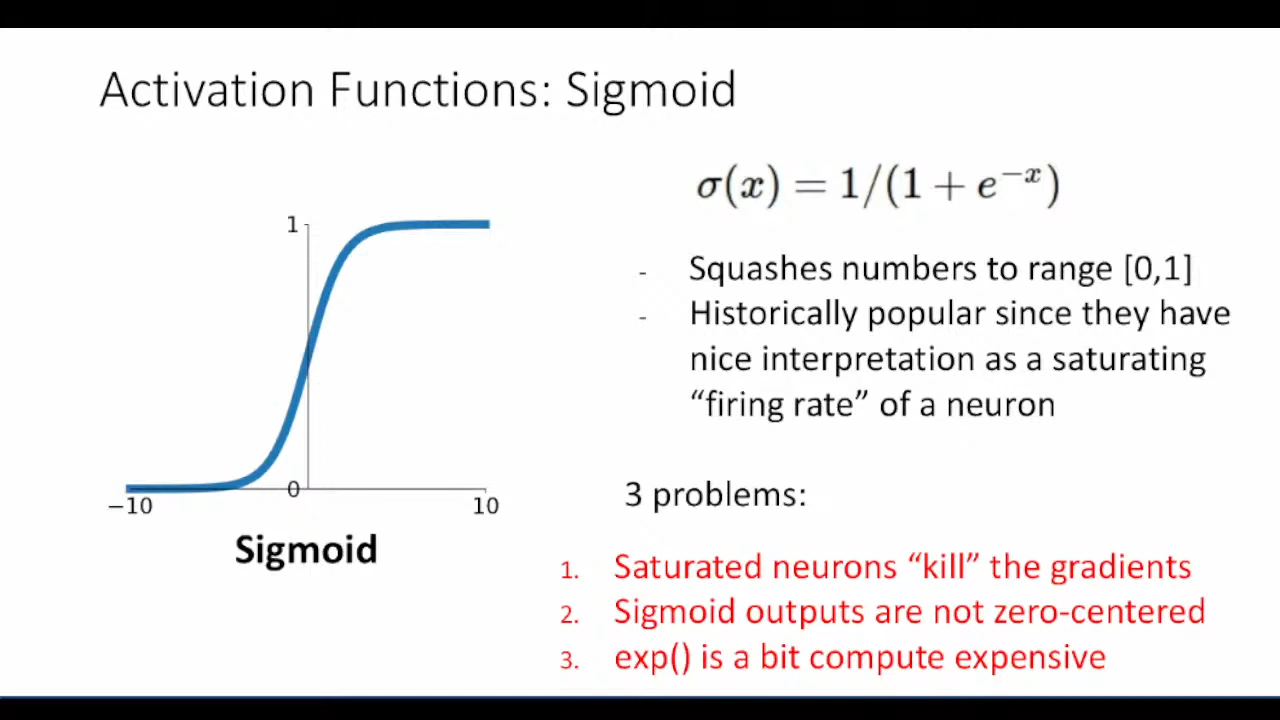 Activation Functions: Sigmoid
σ(x) = 1/(1 + e⁻ˣ)
1
0
−10
10
Sigmoid
- Squashes numbers to range [0,1]
- Historically popular since they have
nice interpretation as a saturating
“firing rate” of a neuron
3 problems:
1. Saturated neurons “kill” the gradients
2. Sigmoid outputs are not zero-centered
3. exp() is a bit compute expensive